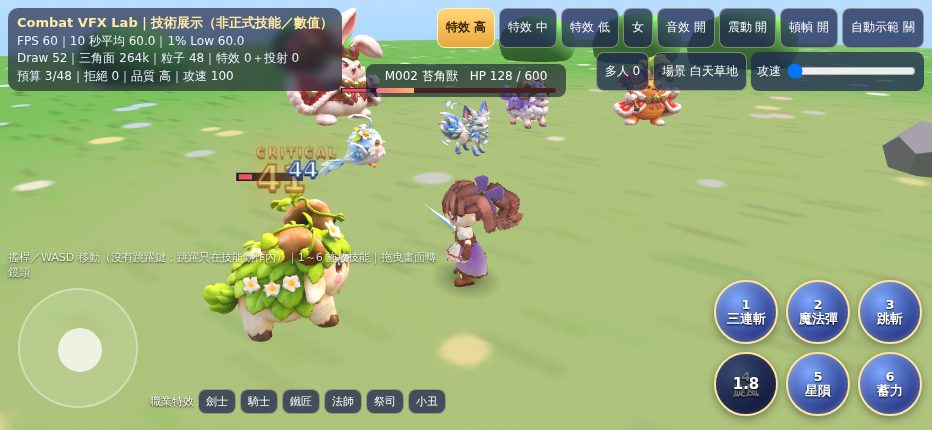 Combat VFX Lab｜技術展示（非正式技能／數值）
FPS 60｜10 秒平均 60.0｜1% Low 60.0
Draw 52｜三角面 264k｜粒子 48｜特效 0＋投射 0
預算 3/48｜拒絕 0｜品質 高｜攻速 100
特效 高
特效 中
特效 低
女
音效 開
震動 開
頓幀 開
自動示範 關
多人 0
場景 白天草地
攻速
M002 苔角獸 HP 128 / 600
CRITICAL
41
44
搖桿／WASD 移動（沒有跳躍鍵；跳躍只在技能動作內）｜1～6 施放技能｜拖曳畫面轉
鏡頭
1
三連斬
2
魔法彈
3
跳斬
4
1.8
旋風
5
星隕
6
蓄力
職業特效
劍士
騎士
鐵匠
法師
祭司
小丑